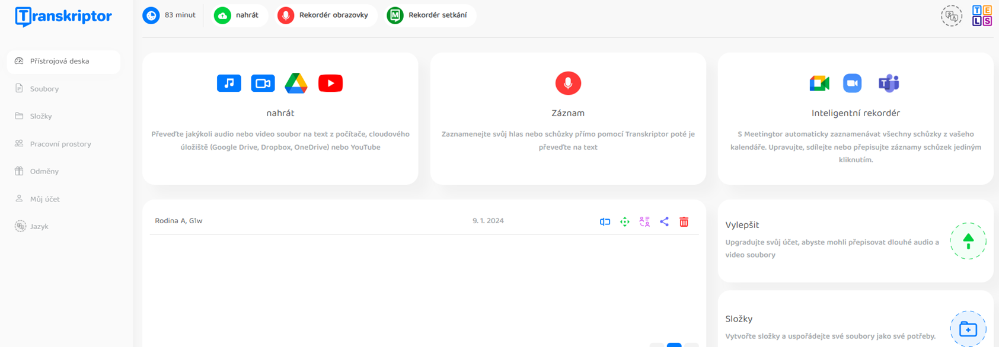 Transkriptor
83 minut
nahrát
Rekordér obrazovky
Rekordér setkání
T E
L S
Přístrojová deska
Soubory
Složky
Pracovní prostory
Odměny
Můj účet
Jazyk
nahrát
Převeďte jakýkoli audio nebo video soubor na text z počítače, cloudového
úložiště (Google Drive, Dropbox, OneDrive) nebo YouTube
Záznam
Zaznamenejte svůj hlas nebo schůzky přímo pomocí Transkriptor poté je
převeďte na text
Inteligentní rekordér
S Meetingtor automaticky zaznamenávat všechny schůzky z vašeho
kalendáře. Upravujte, sdílejte nebo přepisujte záznamy schůzek jediným
kliknutím.
Rodina A, G1w
9. 1. 2024
Vylepšit
Upgradujte svůj účet, abyste mohli přepisovat dlouhé audio a
video soubory
Složky
Vytvořte složky a uspořádejte své soubory jako své potřeby.